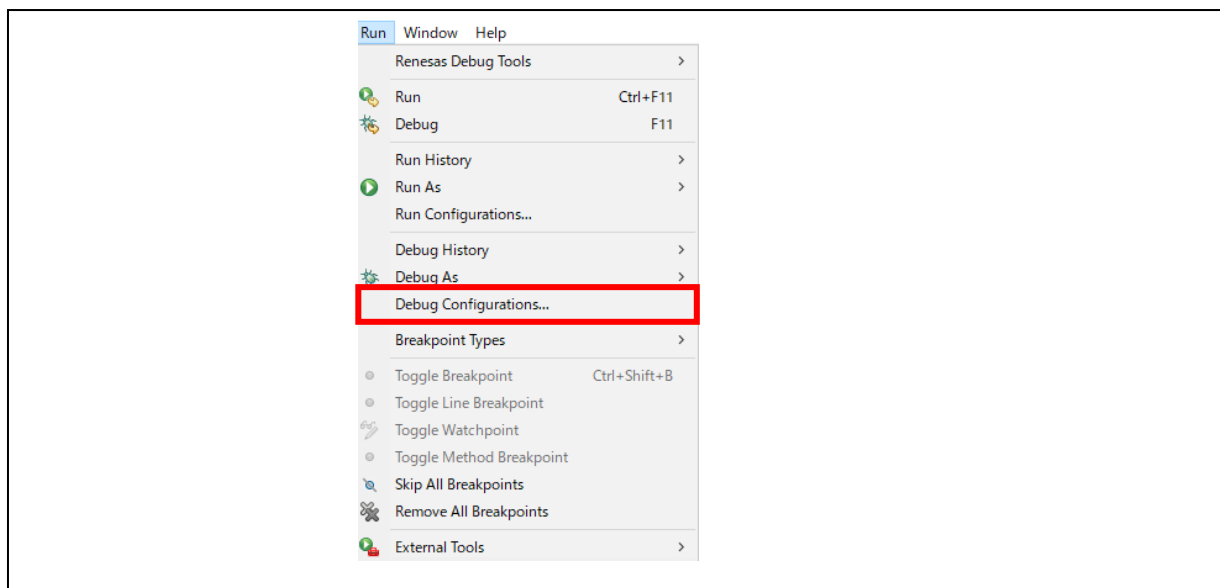 Run Window Help
Renesas Debug Tools
Run Ctrl+F11
Debug F11
Run History
Run As
Run Configurations...
Debug History
Debug As
Debug Configurations...
Breakpoint Types
Toggle Breakpoint Ctrl+Shift+B
Toggle Line Breakpoint
Toggle Watchpoint
Toggle Method Breakpoint
Skip All Breakpoints
Remove All Breakpoints
External Tools